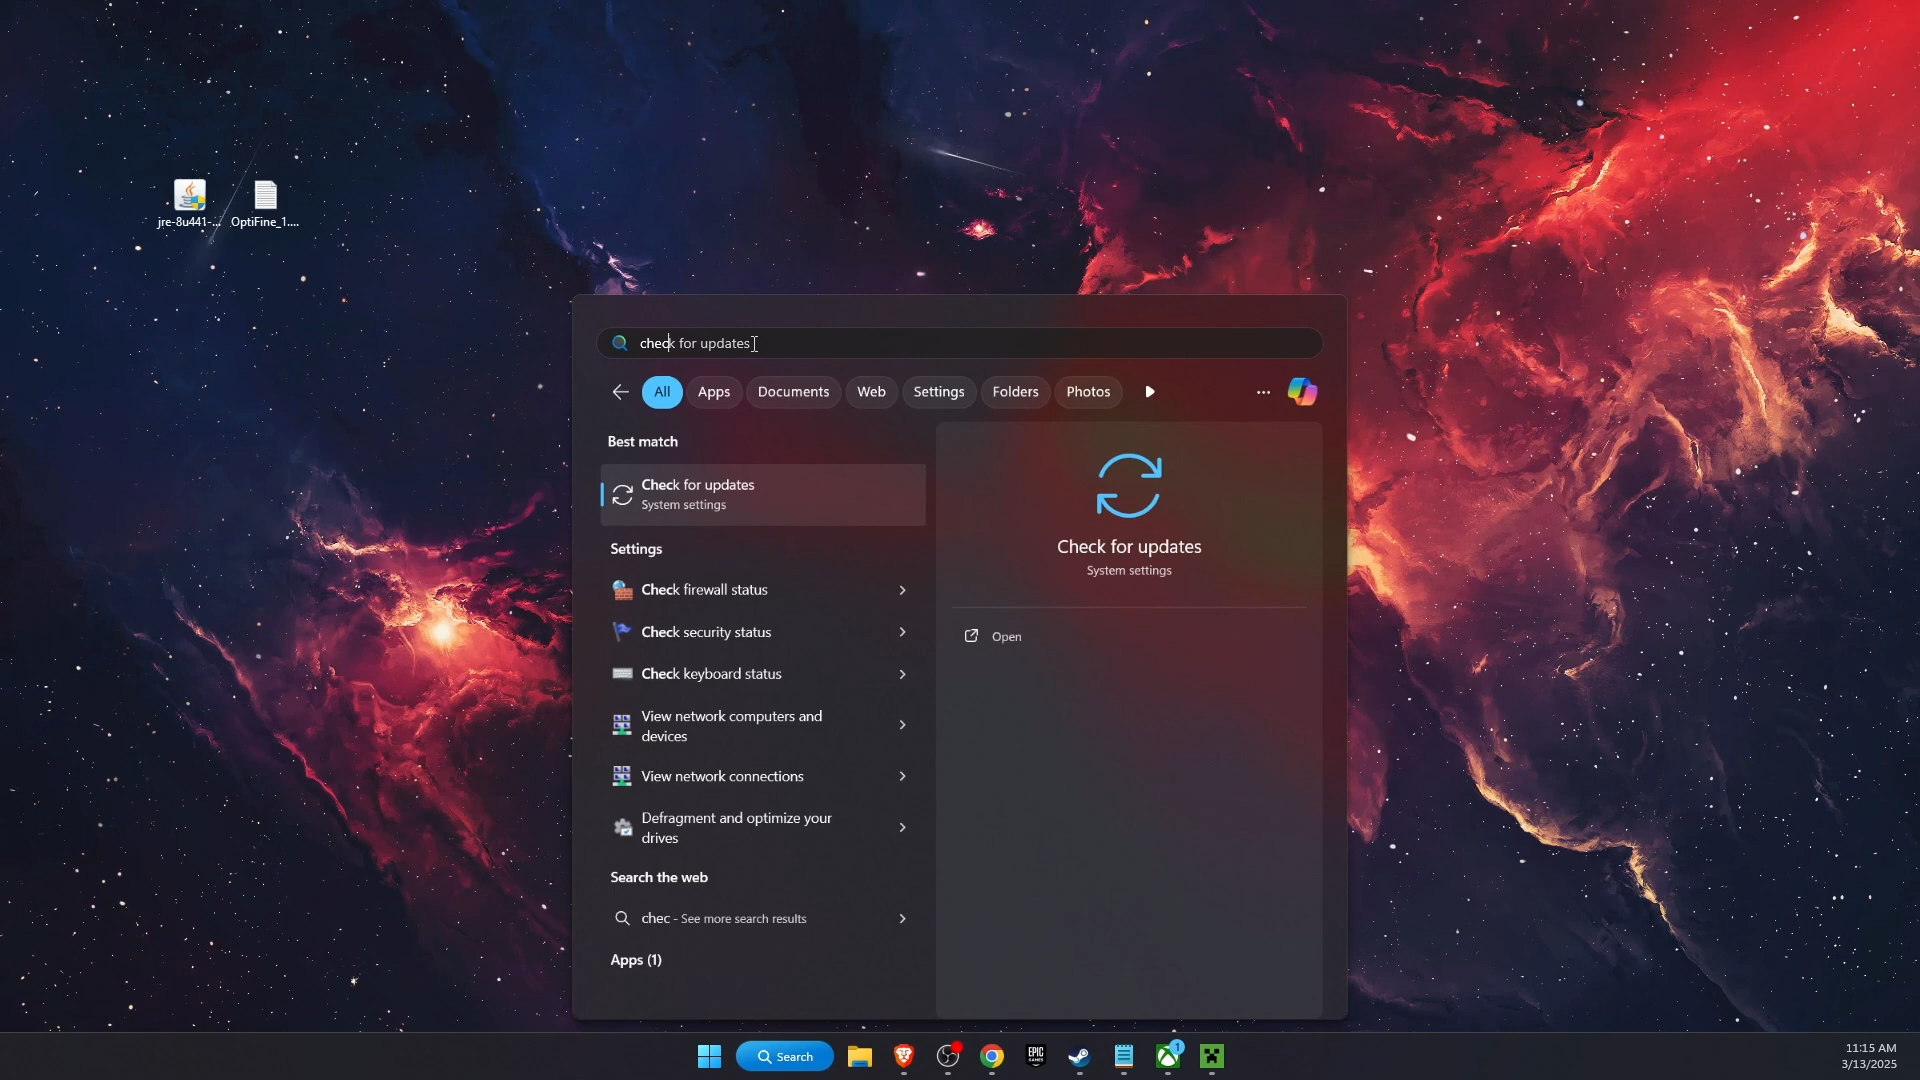 jre-8u441-...
OptiFine_1....
check for updates
All
Apps
Documents
Web
Settings
Folders
Photos
Best match
Check for updates
System settings
Settings
Check firewall status
Check security status
Check keyboard status
View network computers and
devices
View network connections
Defragment and optimize your
drives
Search the web
chec - See more search results
Apps (1)
Check for updates
System settings
Open
Search
EPIC
GAMES
1
11:15 AM
3/13/2025